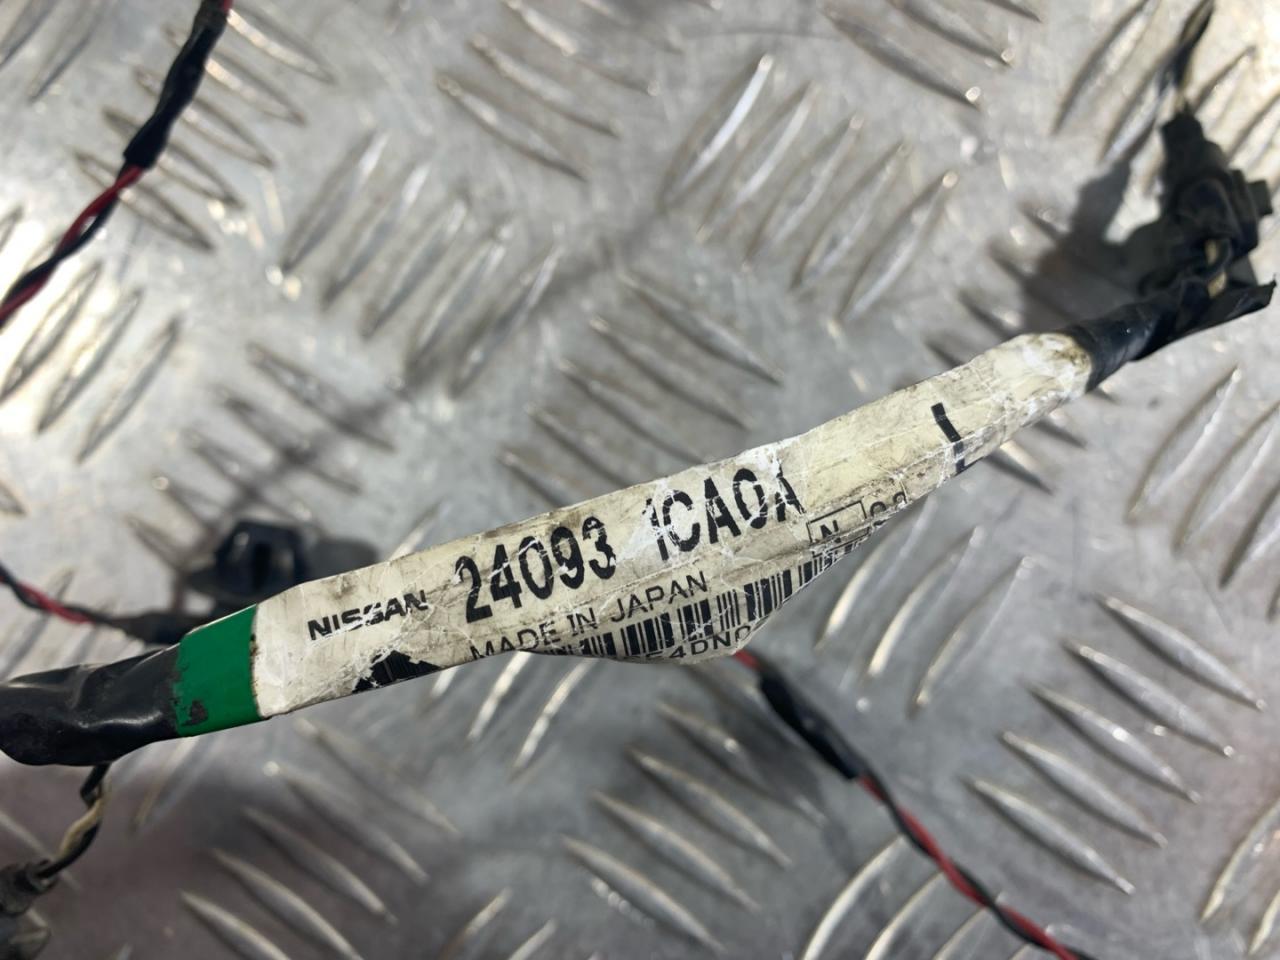 NISSAN 24093 1CA0A
MADE IN JAPAN